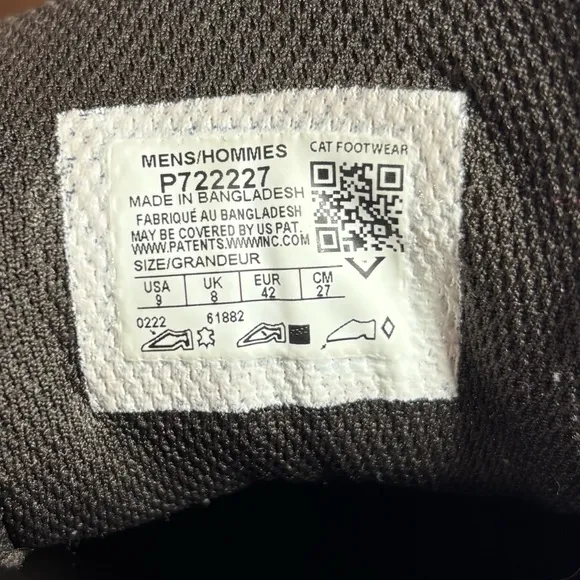 MENS/HOMMES
CAT FOOTWEAR
P722227
MADE IN BANGLADESH
FABRIQUÉ AU BANGLADESH
MAY BE COVERED BY US PAT.
WWW.PATENTS.WWWINC.COM
SIZE/GRANDEUR
USA UK EUR CM
9 8 42 27
0222 61882